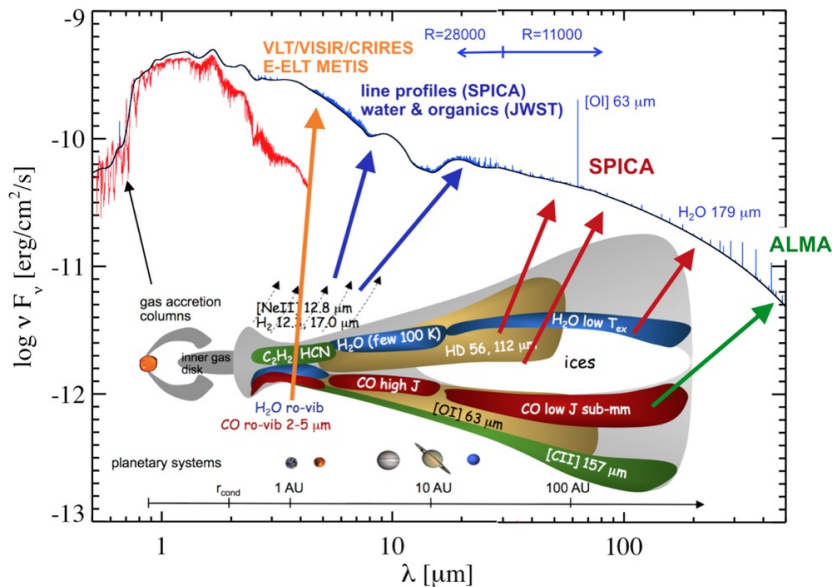 -9
-10
-11
-12
-13
log ν Fν [erg/cm²/s]
VLT/VISIR/CRIRES
E-ELT METIS
R=28000
R=11000
line profiles (SPICA)
water & organics (JWST)
[OI] 63 μm
SPICA
H₂O 179 μm
ALMA
gas accretion
columns
[NeII] 12.8 μm
H₂ 12.2, 17.0 μm
inner gas
disk
C₂H₂ HCN
H₂O (few 100 K)
H₂O low Tex
HD 56, 112 μm
ices
CO high J
CO low J sub-mm
H₂O ro-vib
CO ro-vib 2-5 μm
[OI] 63 μm
[CII] 157 μm
planetary systems
rcond
1 AU
10 AU
100 AU
1
10
100
λ [μm]